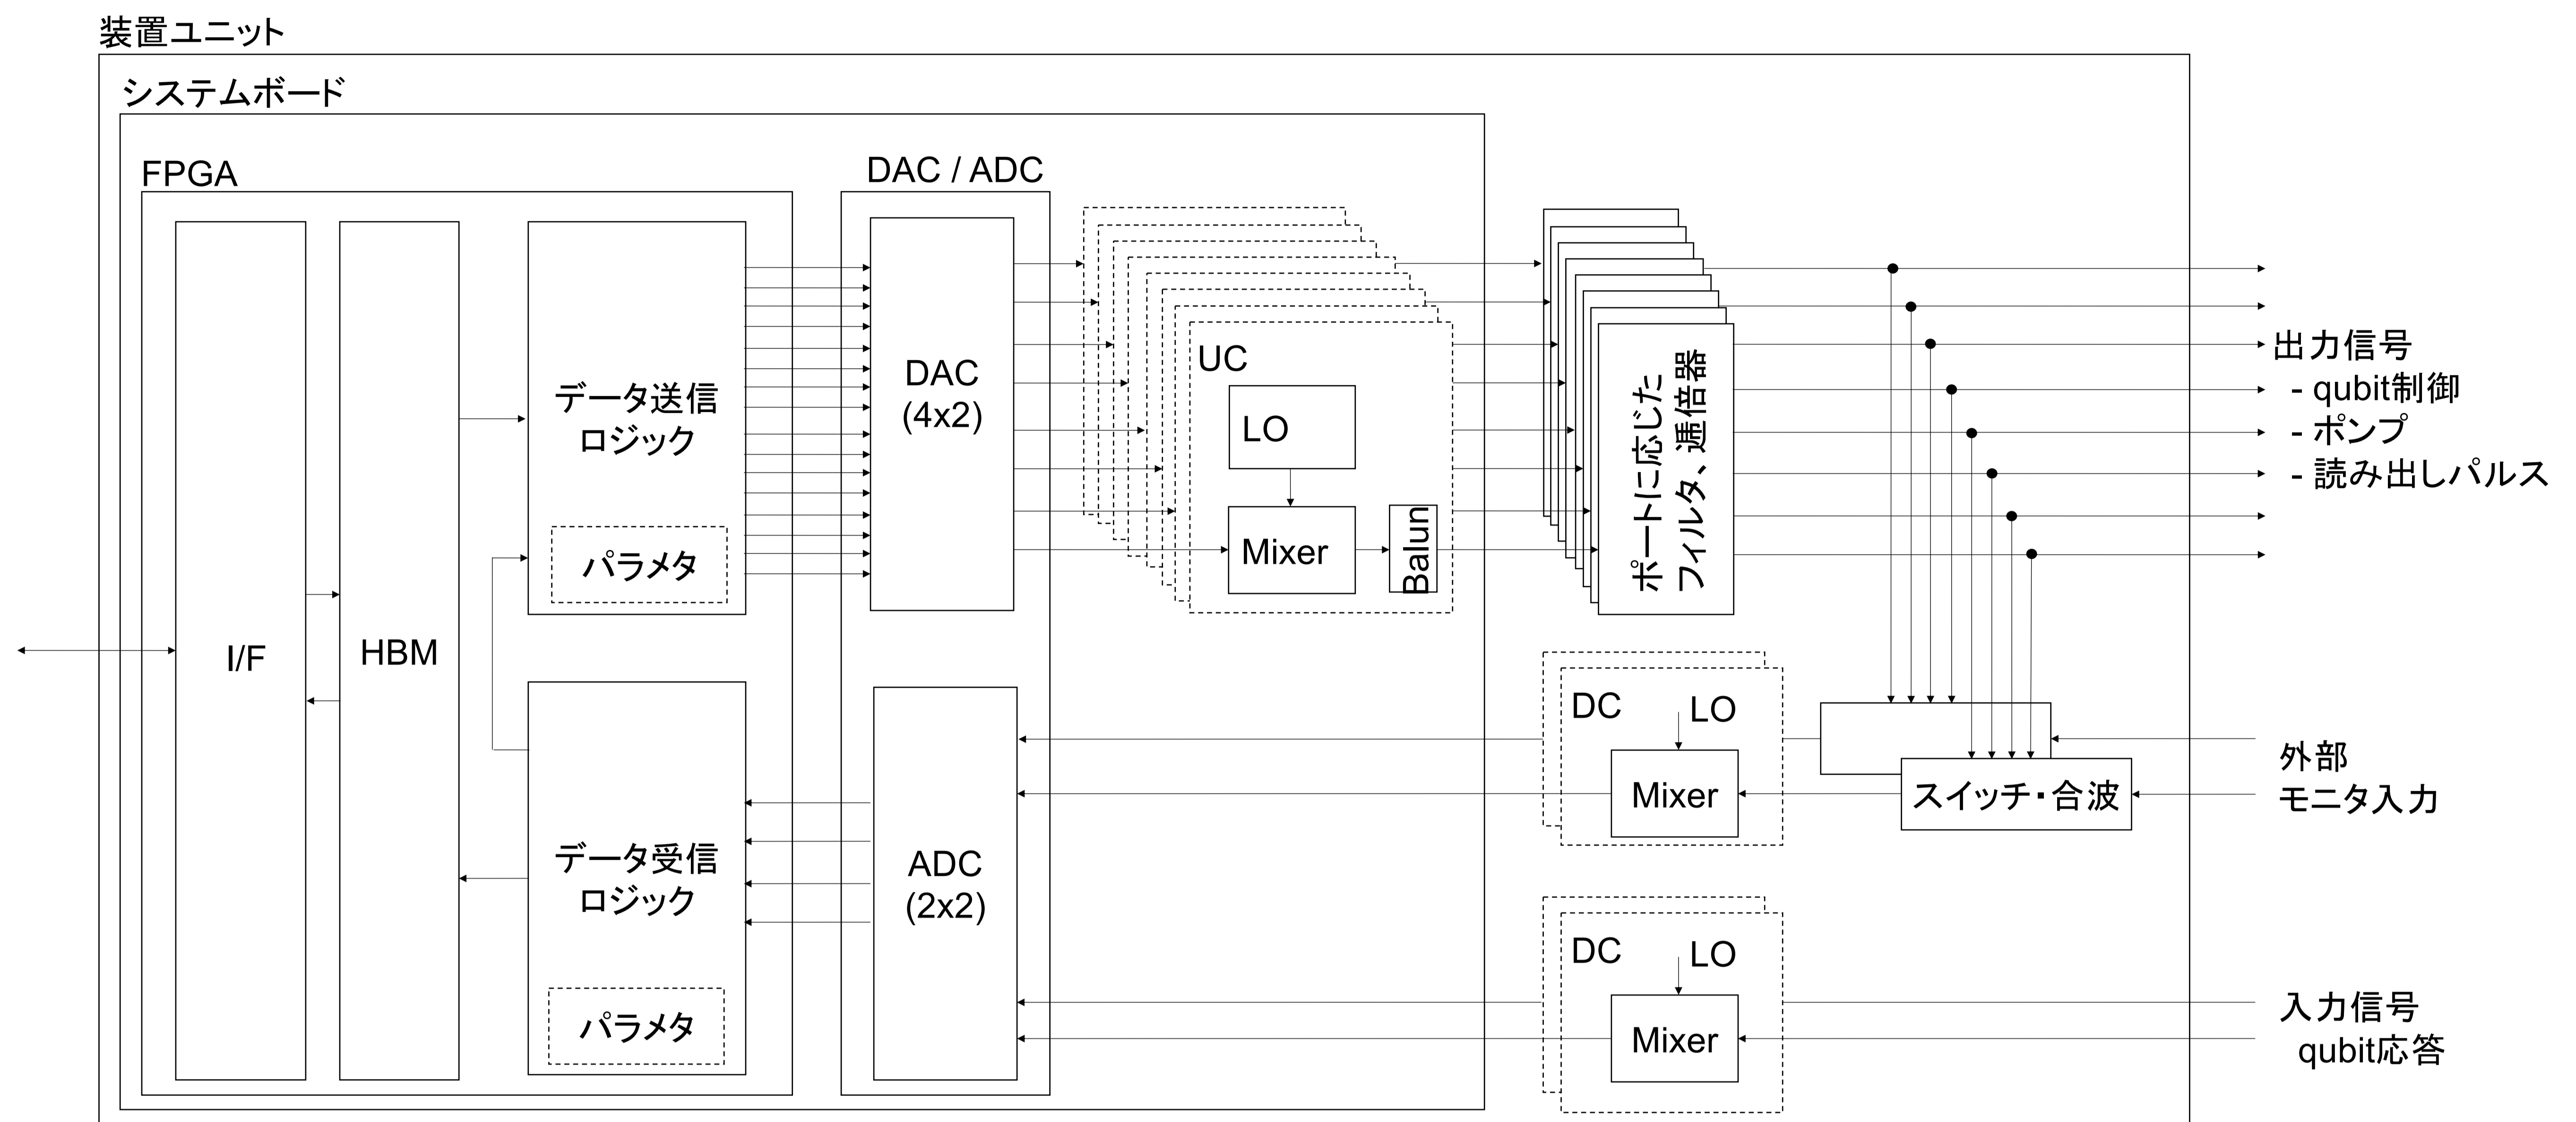 装置ユニット
システムボード
FPGA
DAC / ADC
I/F
HBM
データ送信
ロジック
パラメタ
データ受信
ロジック
パラメタ
DAC
(4x2)
ADC
(2x2)
UC
LO
Mixer
Balun
ポートに応じた
フィルタ、逓倍器
出力信号
- qubit制御
- ポンプ
- 読み出しパルス
DC
LO
Mixer
スイッチ・合波
外部
モニタ入力
DC
LO
Mixer
入力信号
qubit応答